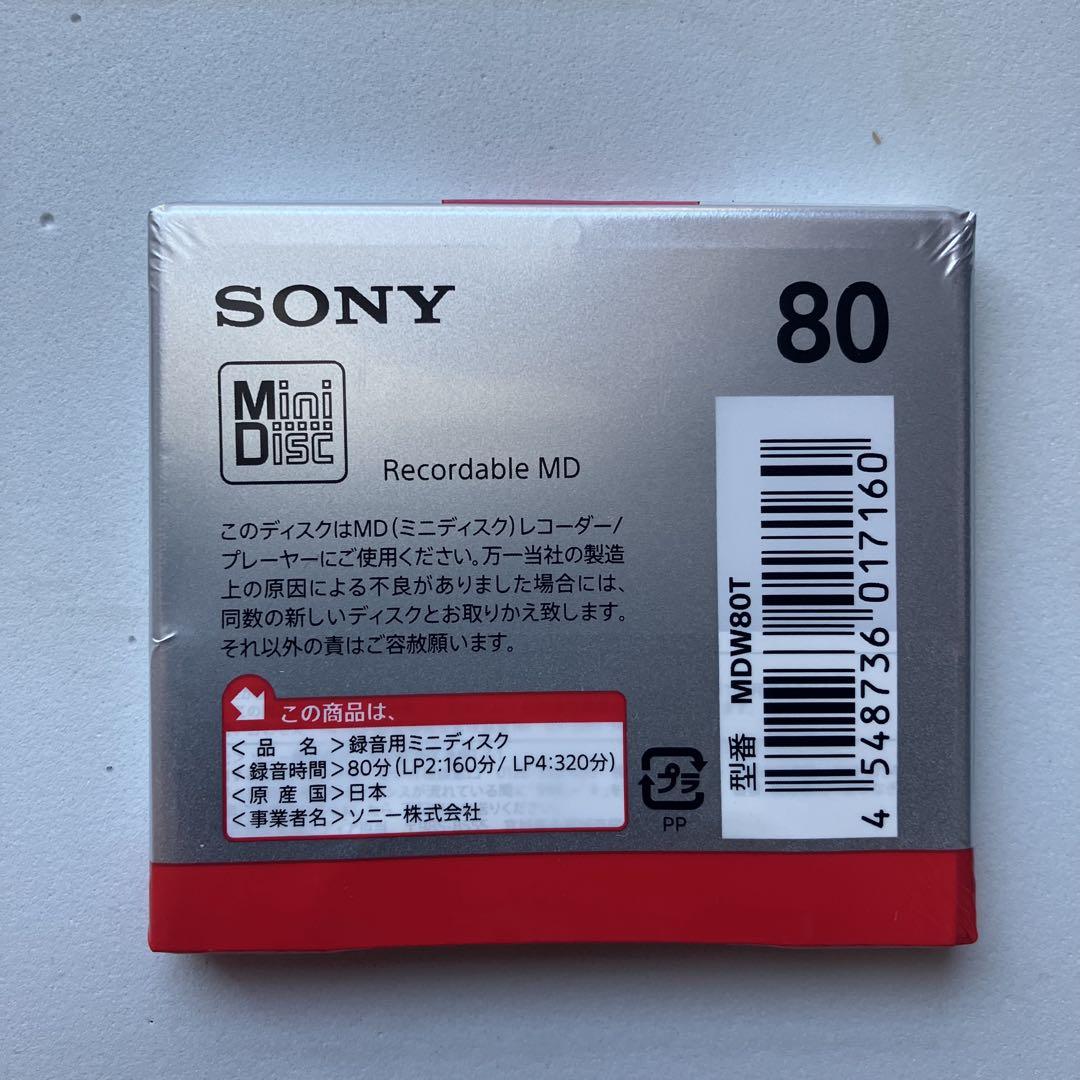 SONY
80
Mini
Disc
Recordable MD
このディスクはMD(ミニディスク)レコーダー/
プレーヤーにご使用ください。万一当社の製造
上の原因による不良がありました場合には、
同数の新しいディスクとお取りかえ致します。
それ以外の責はご容赦願います。
この商品は、
<品 名>録音用ミニディスク
<録音時間>80分(LP2:160分/ LP4:320分)
<原産国>日本
<事業者名>ソニー株式会社
プラ
PP
型番 MDW80T
4 548736 017160